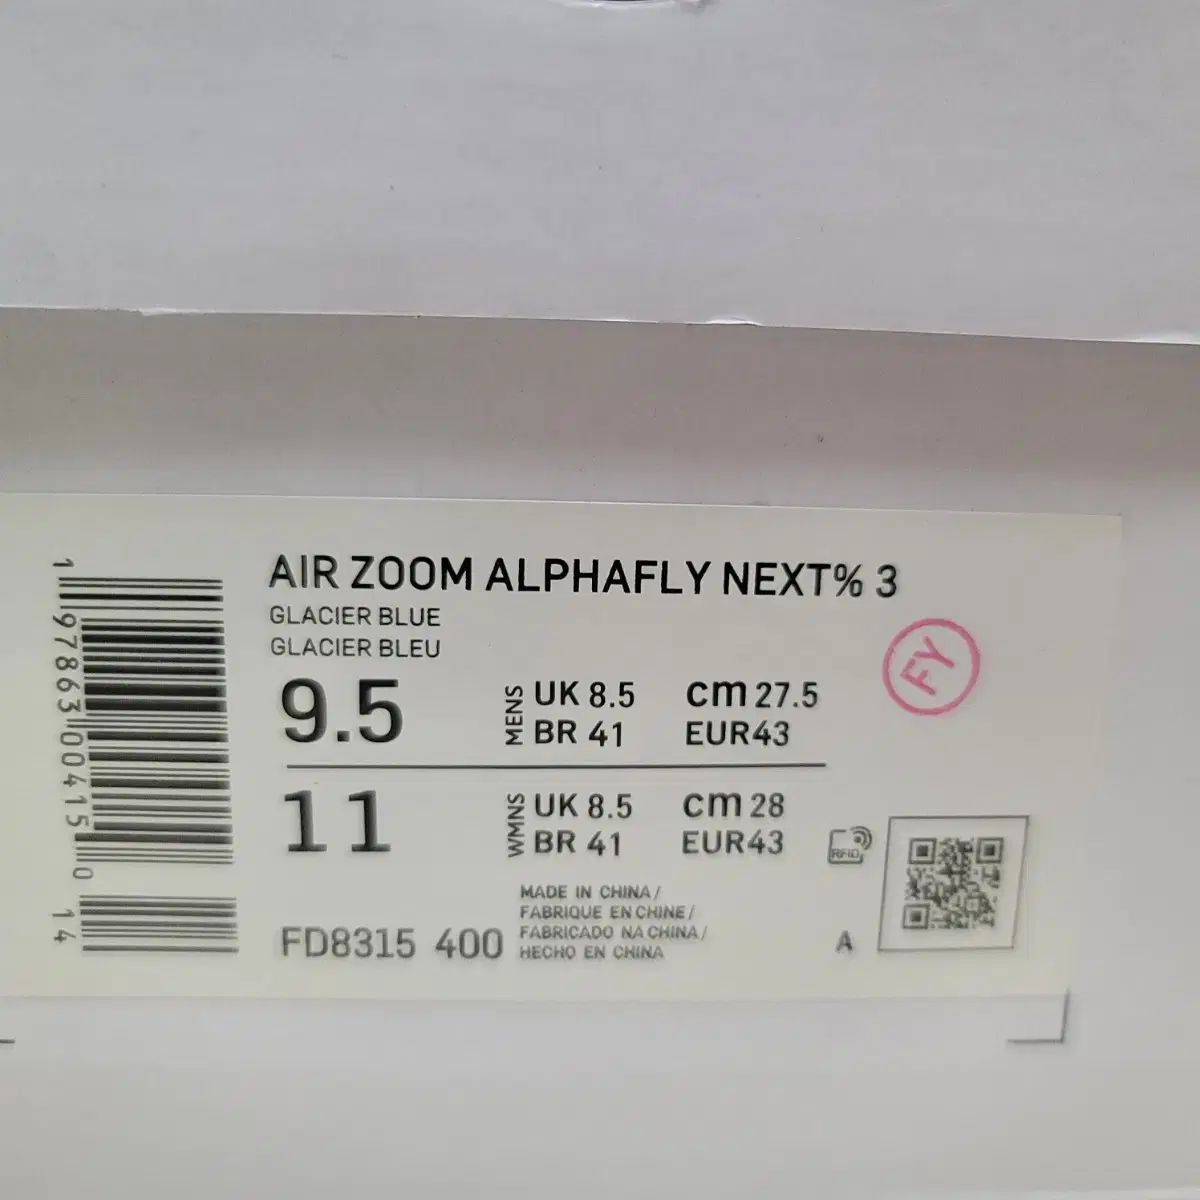 AIR ZOOM ALPHAFLY NEXT% 3
GLACIER BLUE
GLACIER BLEU
9.5 MENS UK 8.5 cm 27.5
BR 41 EUR43
11 WMNS UK 8.5 cm 28
BR 41 EUR43
FD8315 400
MADE IN CHINA /
FABRIQUE EN CHINE /
FABRICADO NA CHINA /
HECHO EN CHINA
RFID
A
FY
1 97863 00415 0 14